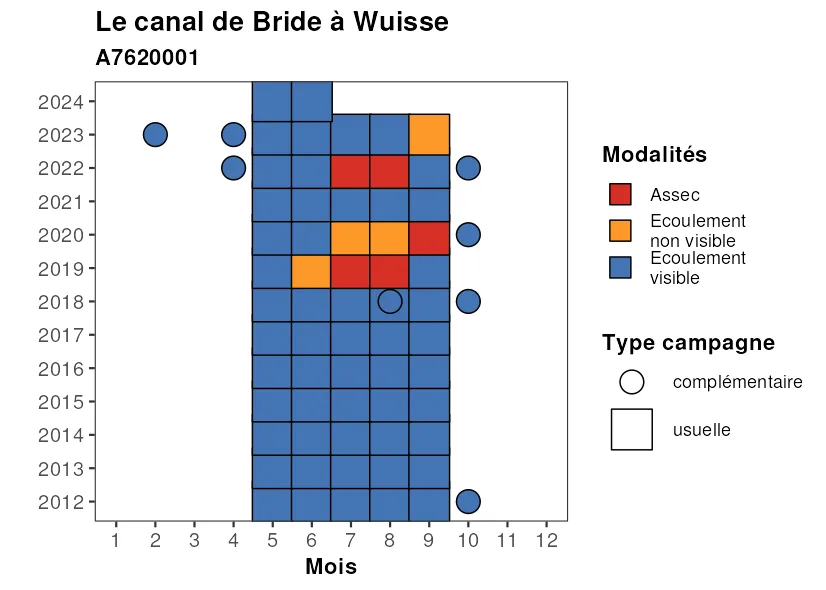 Le canal de Bride à Wuisse
A7620001
2024
2023
2022
2021
2020
2019
2018
2017
2016
2015
2014
2013
2012
1 2 3 4 5 6 7 8 9 10 11 12
Mois
Modalités
Assec
Ecoulement
non visible
Ecoulement
visible
Type campagne
complémentaire
usuelle